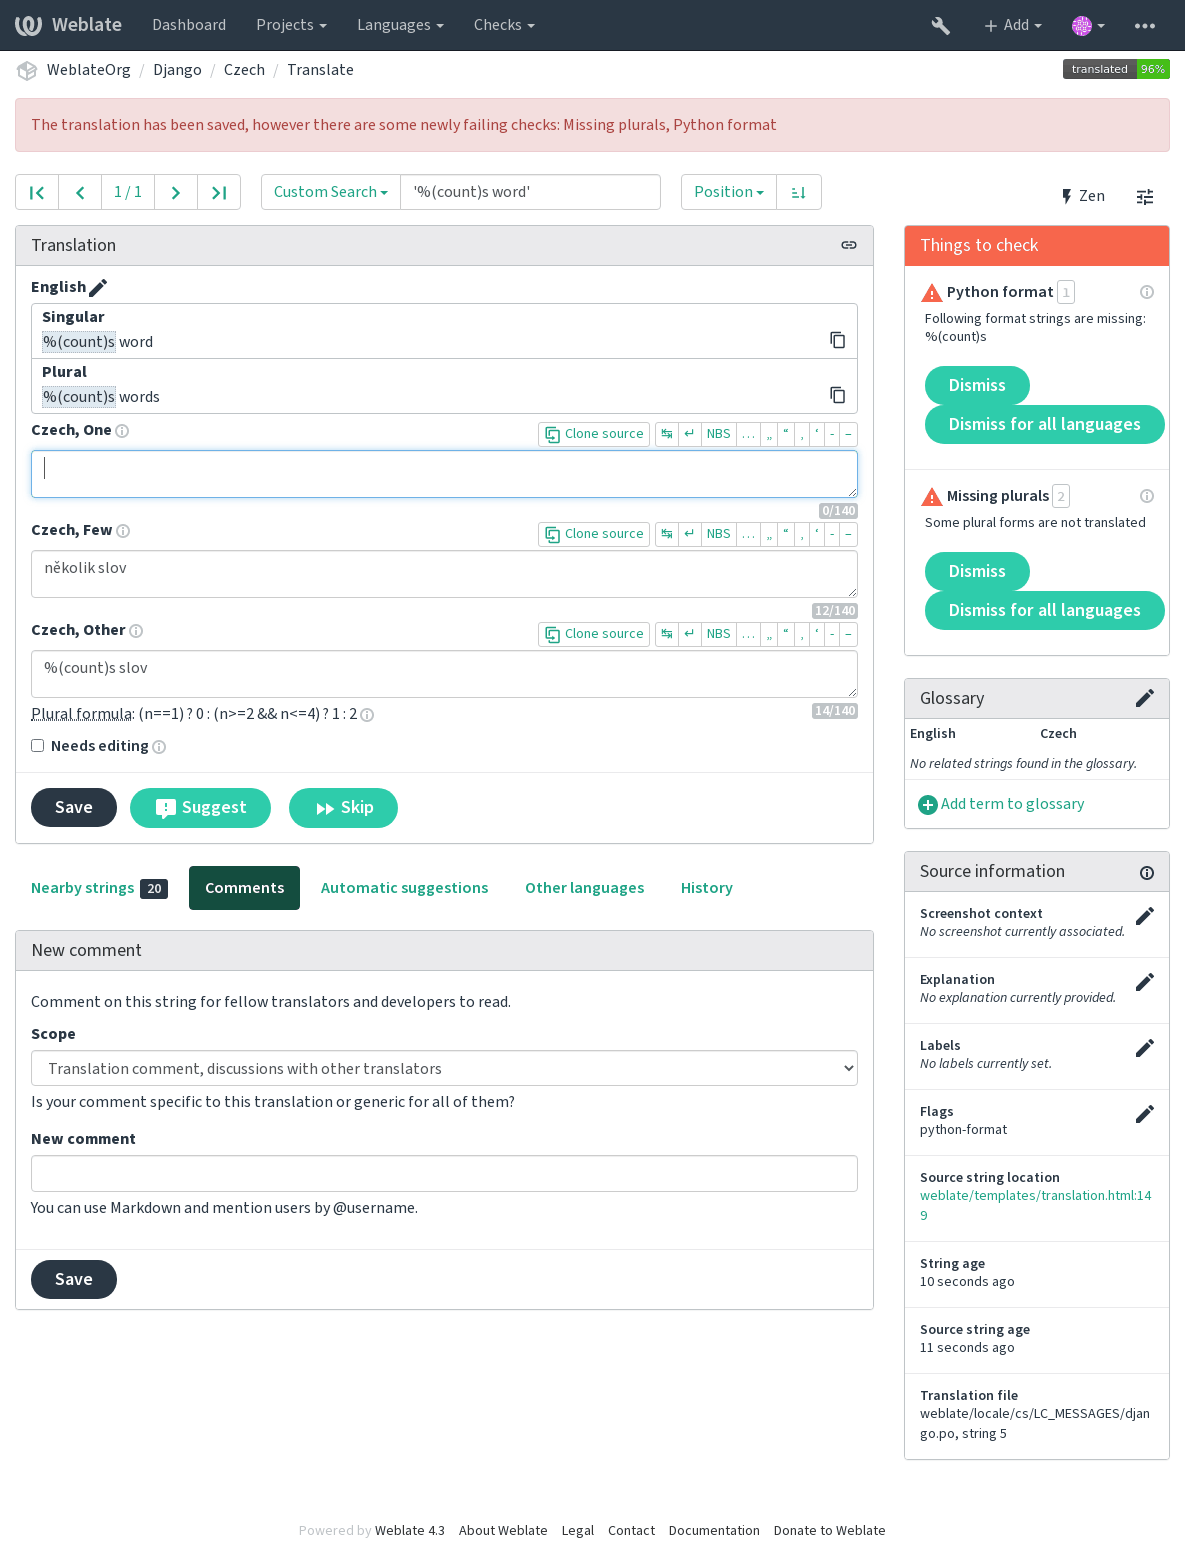 Weblate Dashboard Projects Languages Checks Add
WeblateOrg / Django / Czech / Translate translated 96%
The translation has been saved, however there are some newly failing checks: Missing plurals, Python format
1 / 1 Custom Search '%(count)s word' Position Zen
Translation
English
Singular
%(count)s word
Plural
%(count)s words
Czech, One Clone source ↹ ↵ NBS … „ “ ‚ ‘ - –
0/140
Czech, Few Clone source ↹ ↵ NBS … „ “ ‚ ‘ - –
několik slov
12/140
Czech, Other Clone source ↹ ↵ NBS … „ “ ‚ ‘ - –
%(count)s slov
14/140
Plural formula: (n==1) ? 0 : (n>=2 && n<=4) ? 1 : 2
Needs editing
Save Suggest Skip
Nearby strings 20 Comments Automatic suggestions Other languages History
New comment
Comment on this string for fellow translators and developers to read.
Scope
Translation comment, discussions with other translators
Is your comment specific to this translation or generic for all of them?
New comment
You can use Markdown and mention users by @username.
Save
Things to check
Python format 1
Following format strings are missing:
%(count)s
Dismiss
Dismiss for all languages
Missing plurals 2
Some plural forms are not translated
Dismiss
Dismiss for all languages
Glossary
English Czech
No related strings found in the glossary.
Add term to glossary
Source information
Screenshot context
No screenshot currently associated.
Explanation
No explanation currently provided.
Labels
No labels currently set.
Flags
python-format
Source string location
weblate/templates/translation.html:14
9
String age
10 seconds ago
Source string age
11 seconds ago
Translation file
weblate/locale/cs/LC_MESSAGES/djan
go.po, string 5
Powered by Weblate 4.3 About Weblate Legal Contact Documentation Donate to Weblate